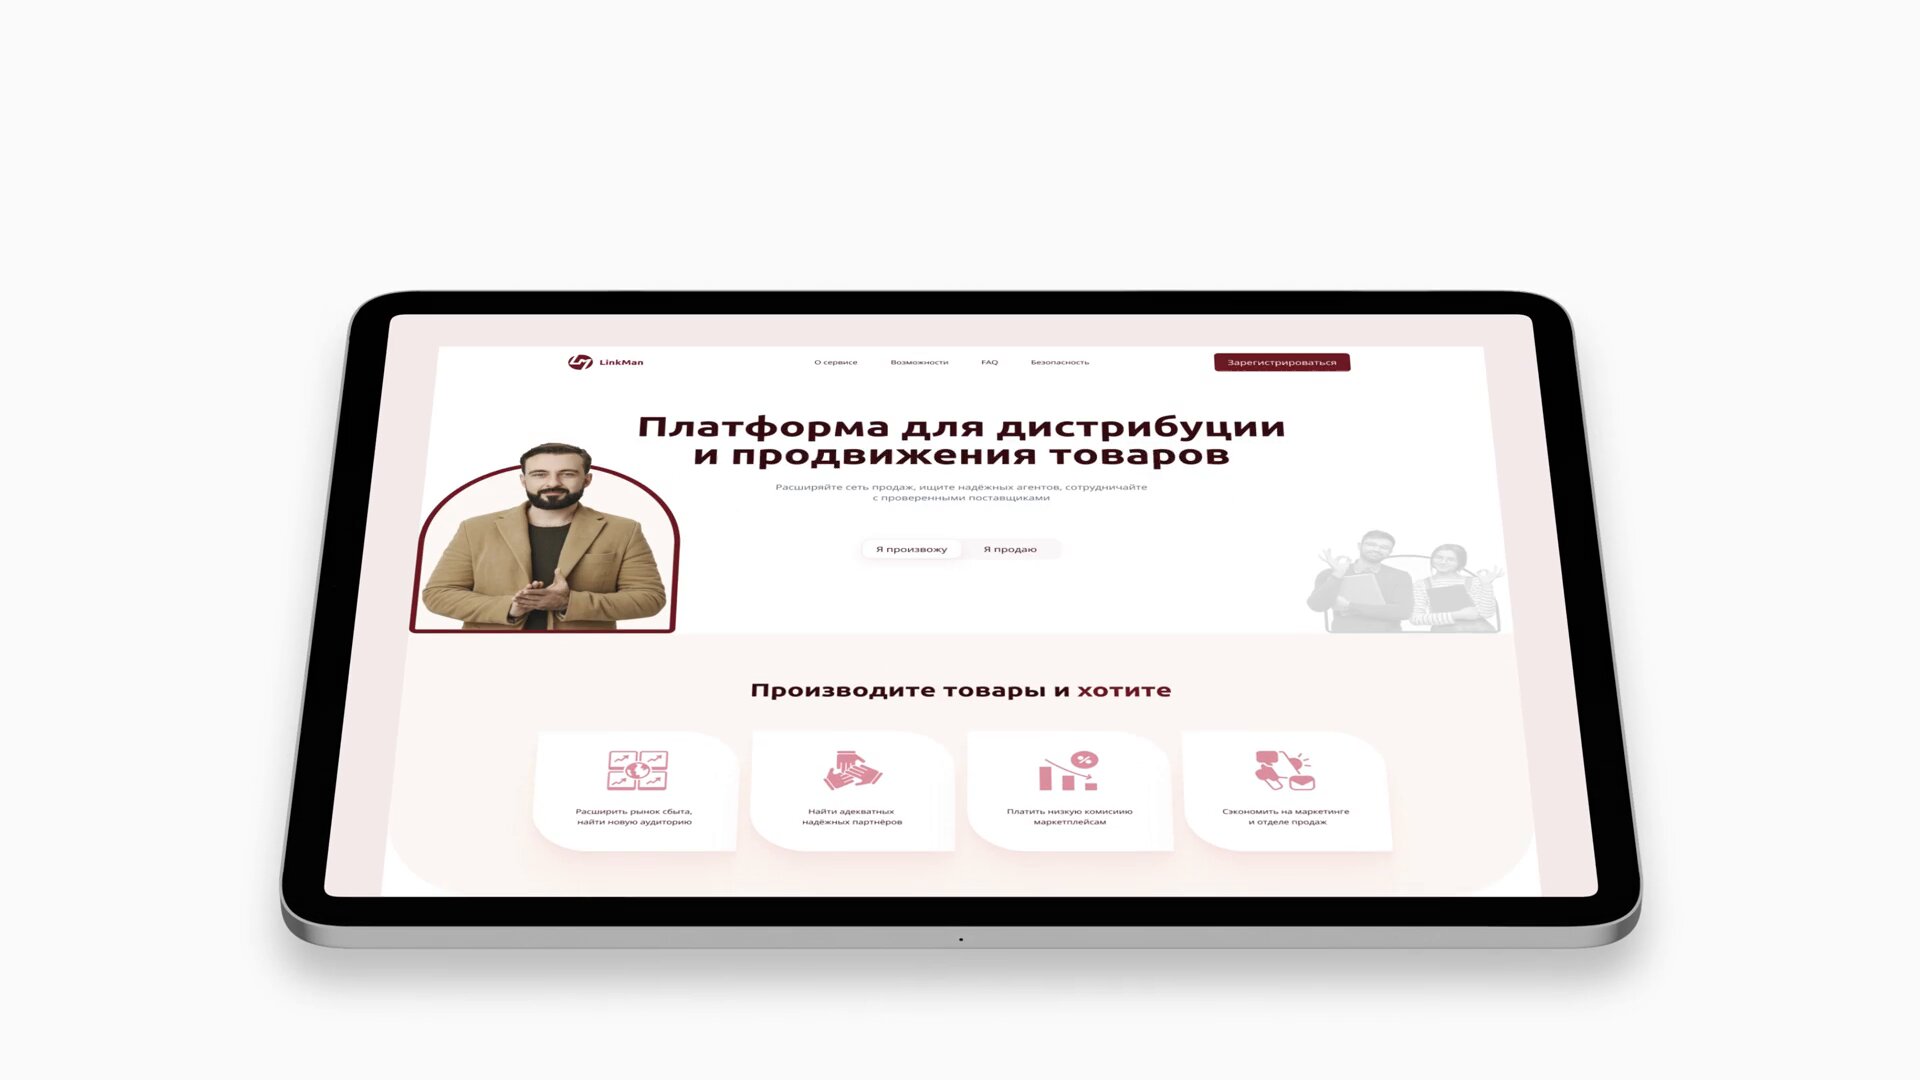 LinkMan
О сервисе
Возможности
FAQ
Безопасность
Зарегистрироваться
Платформа для дистрибуции
и продвижения товаров
Расширяйте сеть продаж, ищите надёжных агентов, сотрудничайте
с проверенными поставщиками
Я произвожу
Я продаю
Производите товары и хотите
Расширить рынок сбыта,
найти новую аудиторию
Найти адекватных
надёжных партнёров
Платить низкую комисиию
маркетплейсам
Сэкономить на маркетинге
и отделе продаж